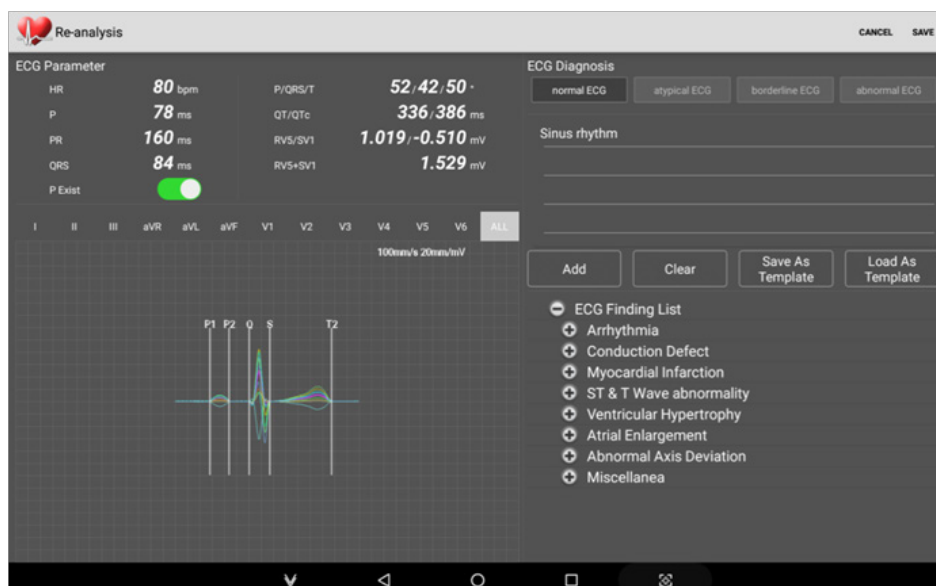 Re-analysis
CANCEL SAVE
ECG Parameter
HR 80 bpm P/QRS/T 52/42/50 °
P 78 ms QT/QTc 336/386 ms
PR 160 ms RV5/SV1 1.019/-0.510 mV
QRS 84 ms RV5+SV1 1.529 mV
P Exist
I II III aVR aVL aVF V1 V2 V3 V4 V5 V6 ALL
100mm/s 20mm/mV
P1 P2 Q S T2
ECG Diagnosis
normal ECG atypical ECG borderline ECG abnormal ECG
Sinus rhythm
Add Clear Save As Template Load As Template
ECG Finding List
Arrhythmia
Conduction Defect
Myocardial Infarction
ST & T Wave abnormality
Ventricular Hypertrophy
Atrial Enlargement
Abnormal Axis Deviation
Miscellanea